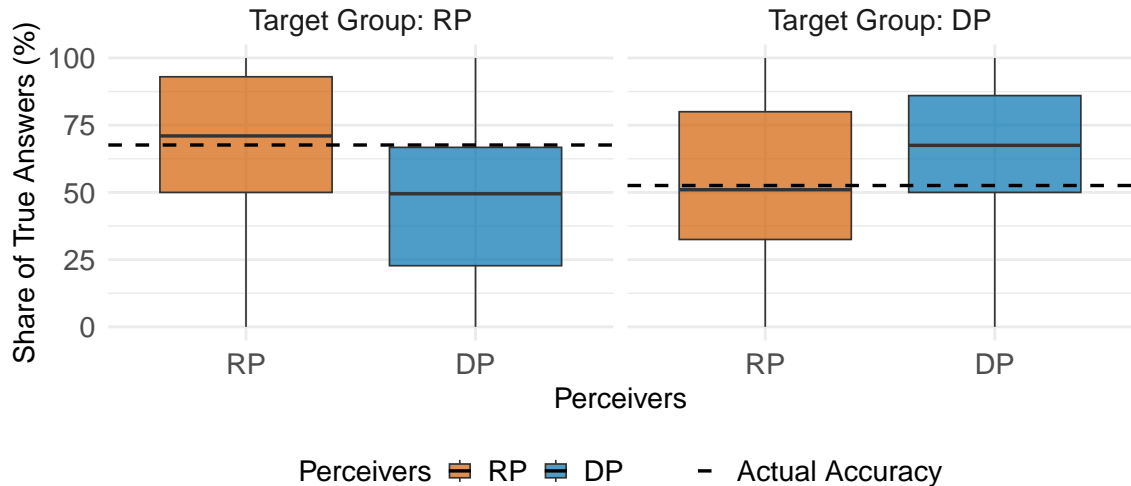 Target Group: RP
Target Group: DP
Share of True Answers (%)
100
75
50
25
0
RP
DP
RP
DP
Perceivers
Perceivers
RP
DP
Actual Accuracy